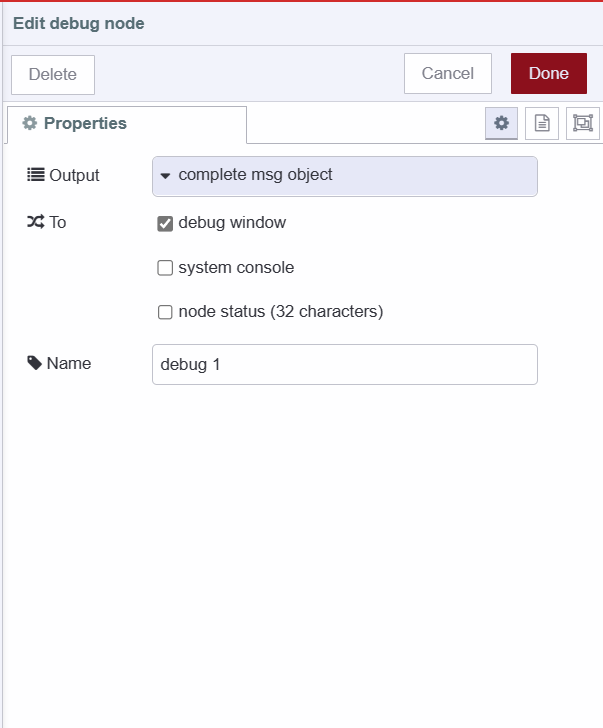 Edit debug node
Delete
Cancel
Done
Properties
Output
complete msg object
To
debug window
system console
node status (32 characters)
Name
debug 1